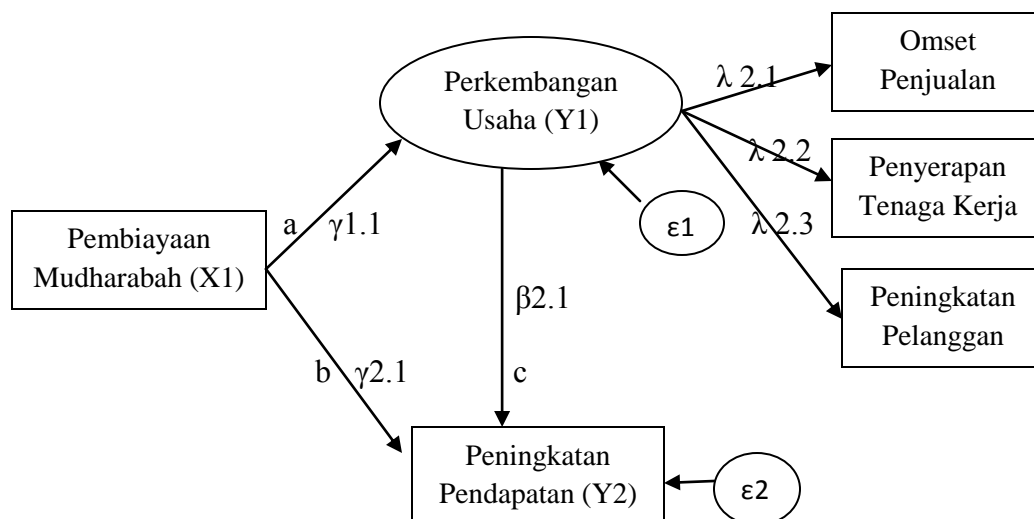 Omset
Penjualan
Perkembangan
Usaha (Y1)
λ 2.1
λ 2.2
Penyerapan
Tenaga Kerja
λ 2.3
ε1
a γ1.1
Pembiayaan
Mudharabah (X1)
Peningkatan
Pelanggan
β2.1
b γ2.1
c
Peningkatan
Pendapatan (Y2)
ε2